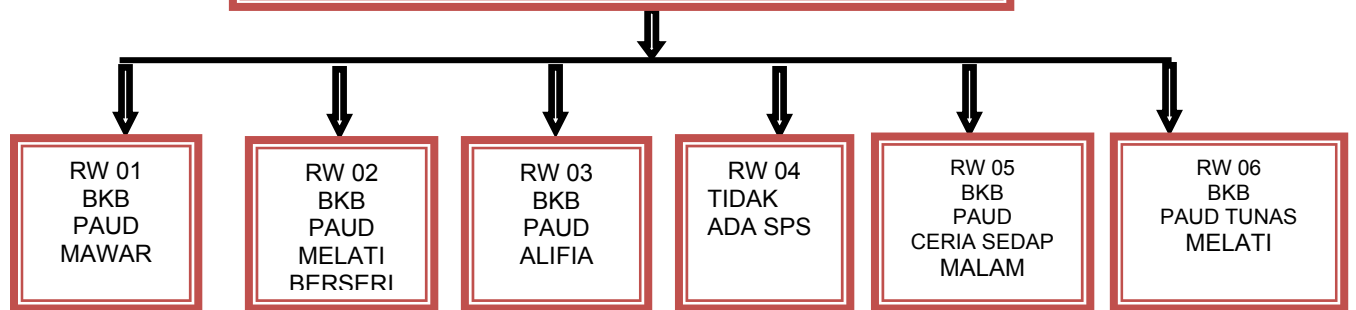 RW 01
BKB
PAUD
MAWAR
RW 02
BKB
PAUD
MELATI
BERSERI
RW 03
BKB
PAUD
ALIFIA
RW 04
TIDAK
ADA SPS
RW 05
BKB
PAUD
CERIA SEDAP
MALAM
RW 06
BKB
PAUD TUNAS
MELATI